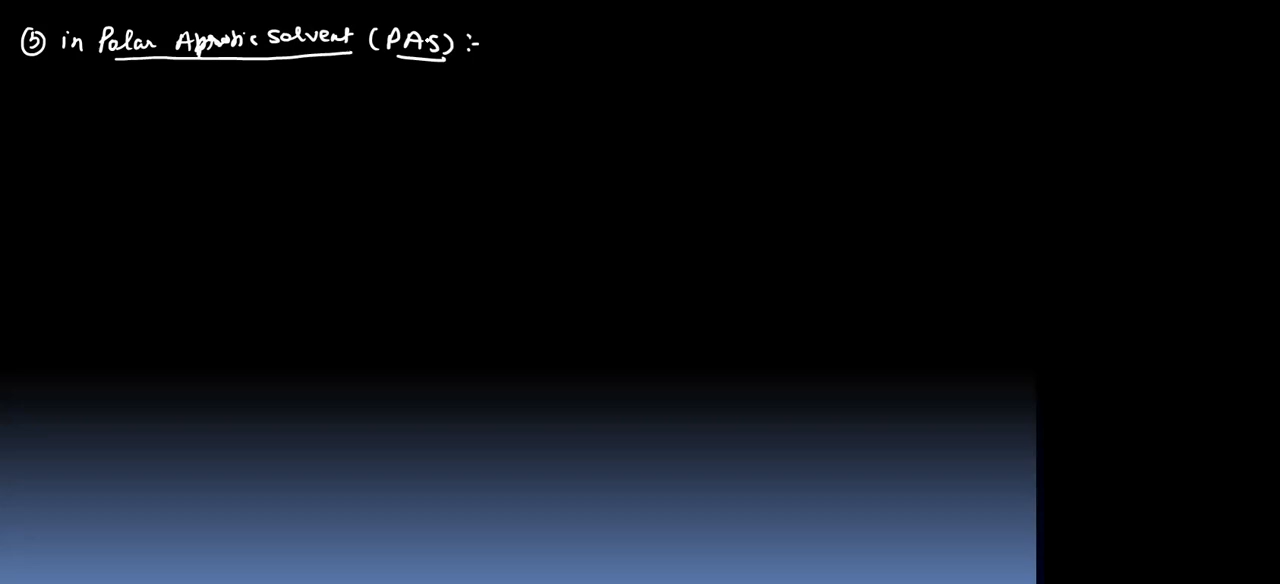 ⑤ in Polar Aprotic solvent (PAS) :-